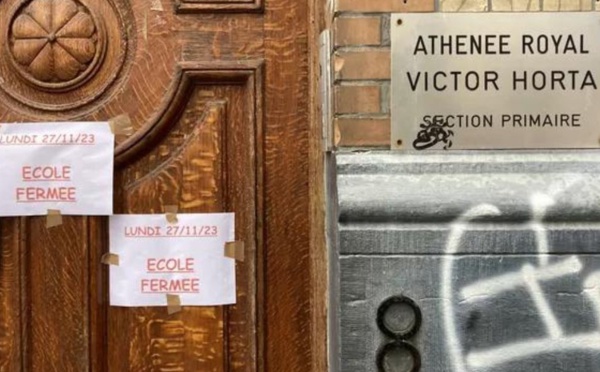 LUNDI 27/11/23
ECOLE
FERMEE
LUNDI 27/11/23
ECOLE
FERMEE
ATHENEE ROYAL
VICTOR HORTA
SECTION PRIMAIRE